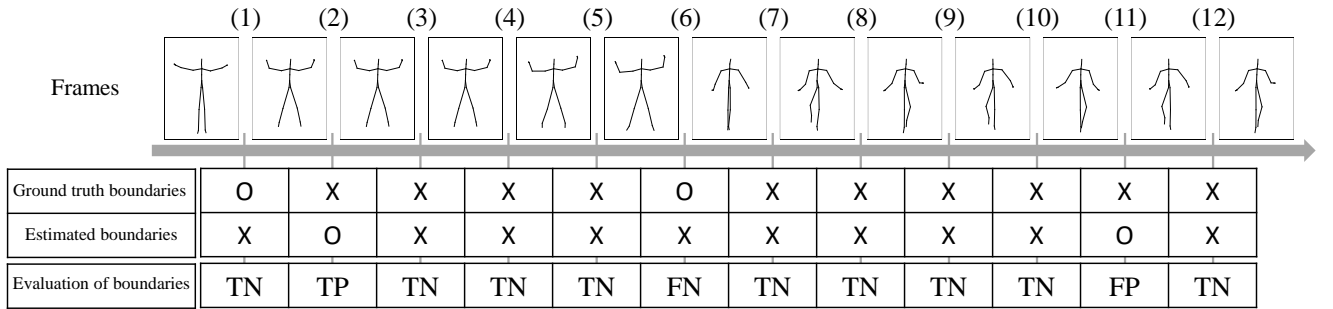 (1) (2) (3) (4) (5) (6) (7) (8) (9) (10) (11) (12)
Frames
Ground truth boundaries O X X X X O X X X X X X
Estimated boundaries X O X X X X X X X X O X
Evaluation of boundaries TN TP TN TN TN FN TN TN TN TN FP TN